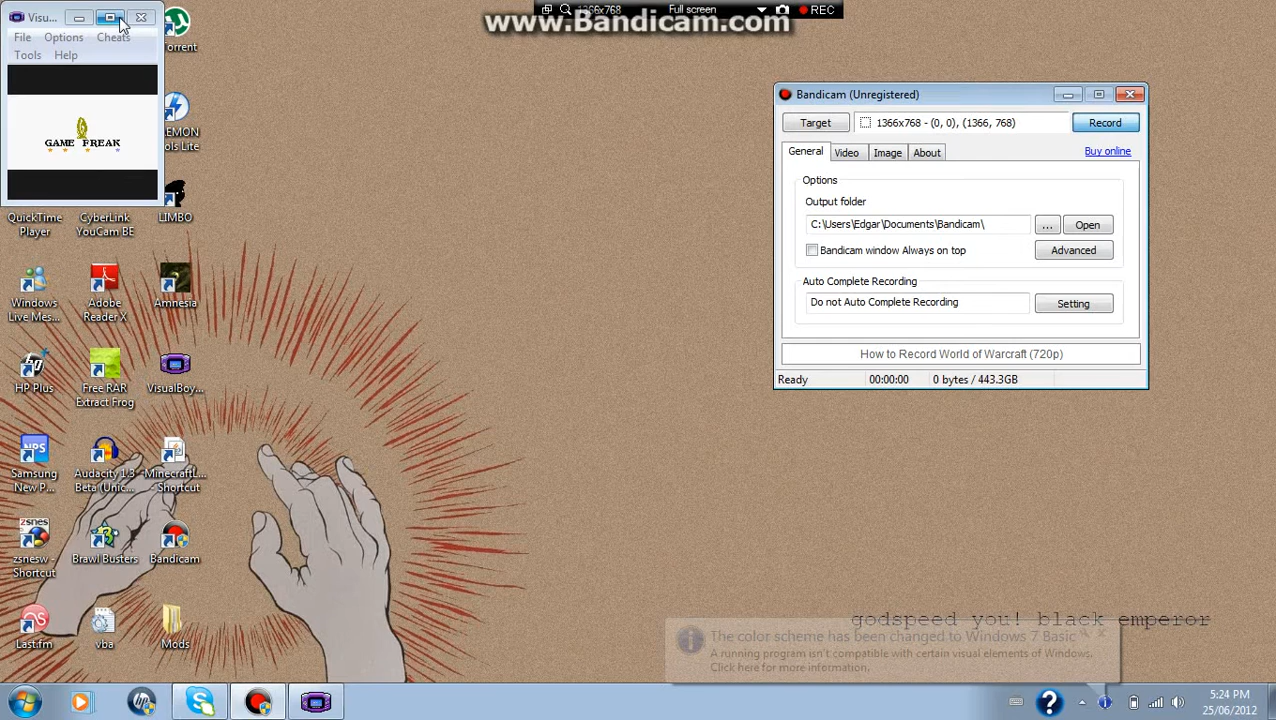 www.Bandicam.com
1366x768 Full screen REC
Visu...
File Options Cheats
Tools Help
GAME FREAK
Torrent
Tools Lite
QuickTime Player
CyberLink YouCam BE
LIMBO
Windows Live Mes...
Adobe Reader X
Amnesia
HP Plus
Free RAR Extract Frog
VisualBoy...
Samsung New P...
Audacity 1.3 Beta (Unic...
MinecraftL... - Shortcut
zsnesw - Shortcut
Brawl Busters
Bandicam
Last.fm
vba
Mods
Bandicam (Unregistered)
Target 1366x768 - (0, 0), (1366, 768) Record
General Video Image About Buy online
Options
Output folder
C:\Users\Edgar\Documents\Bandicam\ ... Open
Bandicam window Always on top Advanced
Auto Complete Recording
Do not Auto Complete Recording Setting
How to Record World of Warcraft (720p)
Ready 00:00:00 0 bytes / 443.3GB
godspeed you! black emperor
The color scheme has been changed to Windows 7 Basic
A running program isn't compatible with certain visual elements of Windows.
Click here for more information.
5:24 PM
25/06/2012